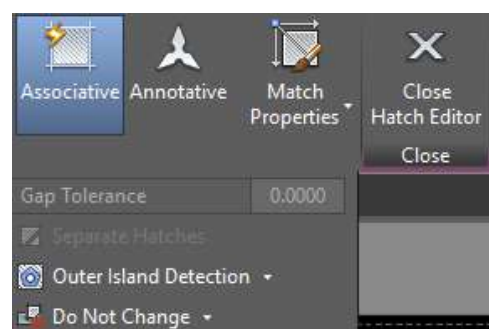 Associative Annotative Match Properties Close Hatch Editor
Close
Gap Tolerance 0.0000
Separate Hatches
Outer Island Detection
Do Not Change